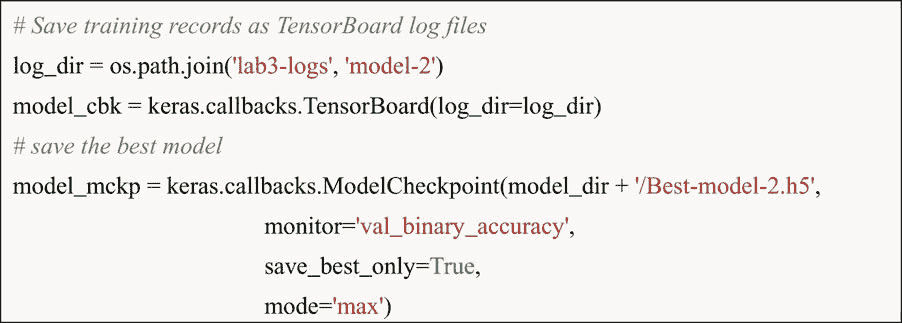 # Save training records as TensorBoard log files
log_dir = os.path.join('lab3-logs', 'model-2')
model_cbk = keras.callbacks.TensorBoard(log_dir=log_dir)
# save the best model
model_mckp = keras.callbacks.ModelCheckpoint(model_dir + '/Best-model-2.h5',
monitor='val_binary_accuracy',
save_best_only=True,
mode='max')